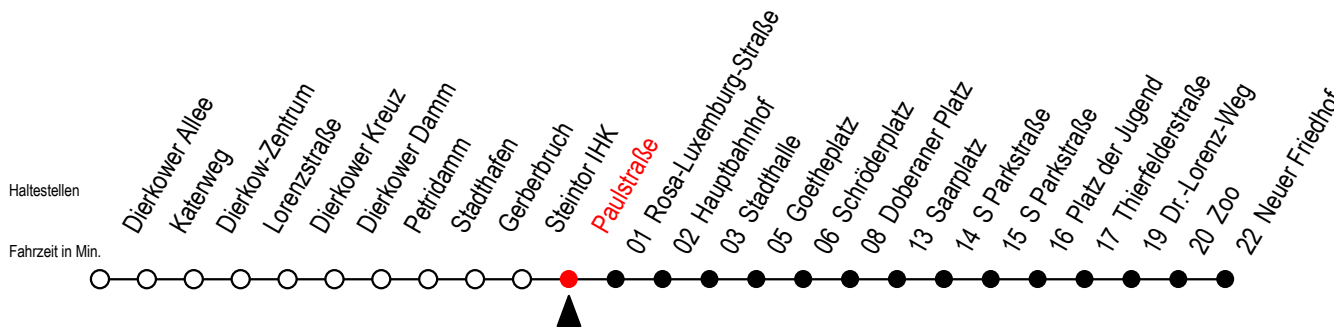 Haltestellen
Fahrzeit in Min.
Dierkower Allee
Katerweg
Dierkow-Zentrum
Lorenzstraße
Dierkower Kreuz
Dierkower Damm
Petridamm
Stadthafen
Gerberbruch
Steintor IHK
Paulstraße
01 Rosa-Luxemburg-Straße
02 Hauptbahnhof
03 Stadthalle
05 Goetheplatz
06 Schröderplatz
08 Doberaner Platz
13 Saarplatz
14 S Parkstraße
15 S Parkstraße
16 Platz der Jugend
17 Thierfelderstraße
19 Dr.-Lorenz-Weg
20 Zoo
22 Neuer Friedhof